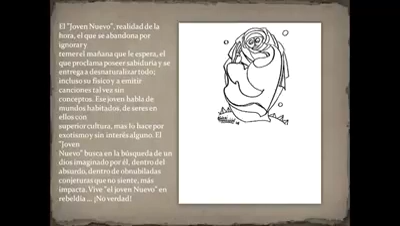 El "Joven Nuevo", realidad de la
hora, el que se abandona por
ignorar y
temer el mañana que le espera, el
que proclama poseer sabiduría y se
entrega a desnaturalizar todo;
incluso su físico y a emitir
canciones tal vez sin
conceptos. Ese joven habla de
mundos habitados, de seres en
ellos con
superior cultura, mas lo hace por
exotismo y sin interés alguno. El
"Joven
Nuevo" busca en la búsqueda de un
dios imaginado por él, dentro del
absurdo, dentro de obnubiladas
conjeturas que no siente, más
impacta. Vive "el joven Nuevo" en
rebeldía ... ¡No verdad!